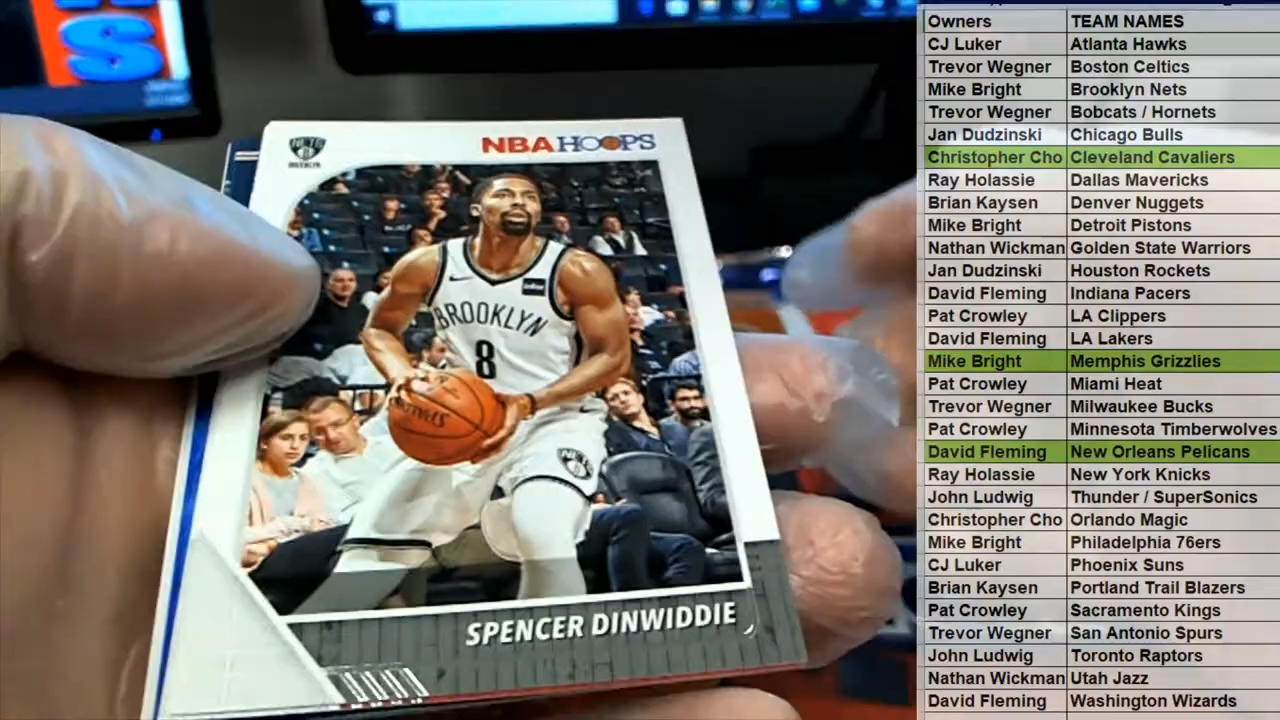 S
NETS
BROOKLYN
NBA HOOPS
BROOKLYN
8
NETS
SPENCER DINWIDDIE
Owners TEAM NAMES
CJ Luker Atlanta Hawks
Trevor Wegner Boston Celtics
Mike Bright Brooklyn Nets
Trevor Wegner Bobcats / Hornets
Jan Dudzinski Chicago Bulls
Christopher Cho Cleveland Cavaliers
Ray Holassie Dallas Mavericks
Brian Kaysen Denver Nuggets
Mike Bright Detroit Pistons
Nathan Wickman Golden State Warriors
Jan Dudzinski Houston Rockets
David Fleming Indiana Pacers
Pat Crowley LA Clippers
David Fleming LA Lakers
Mike Bright Memphis Grizzlies
Pat Crowley Miami Heat
Trevor Wegner Milwaukee Bucks
Pat Crowley Minnesota Timberwolves
David Fleming New Orleans Pelicans
Ray Holassie New York Knicks
John Ludwig Thunder / SuperSonics
Christopher Cho Orlando Magic
Mike Bright Philadelphia 76ers
CJ Luker Phoenix Suns
Brian Kaysen Portland Trail Blazers
Pat Crowley Sacramento Kings
Trevor Wegner San Antonio Spurs
John Ludwig Toronto Raptors
Nathan Wickman Utah Jazz
David Fleming Washington Wizards